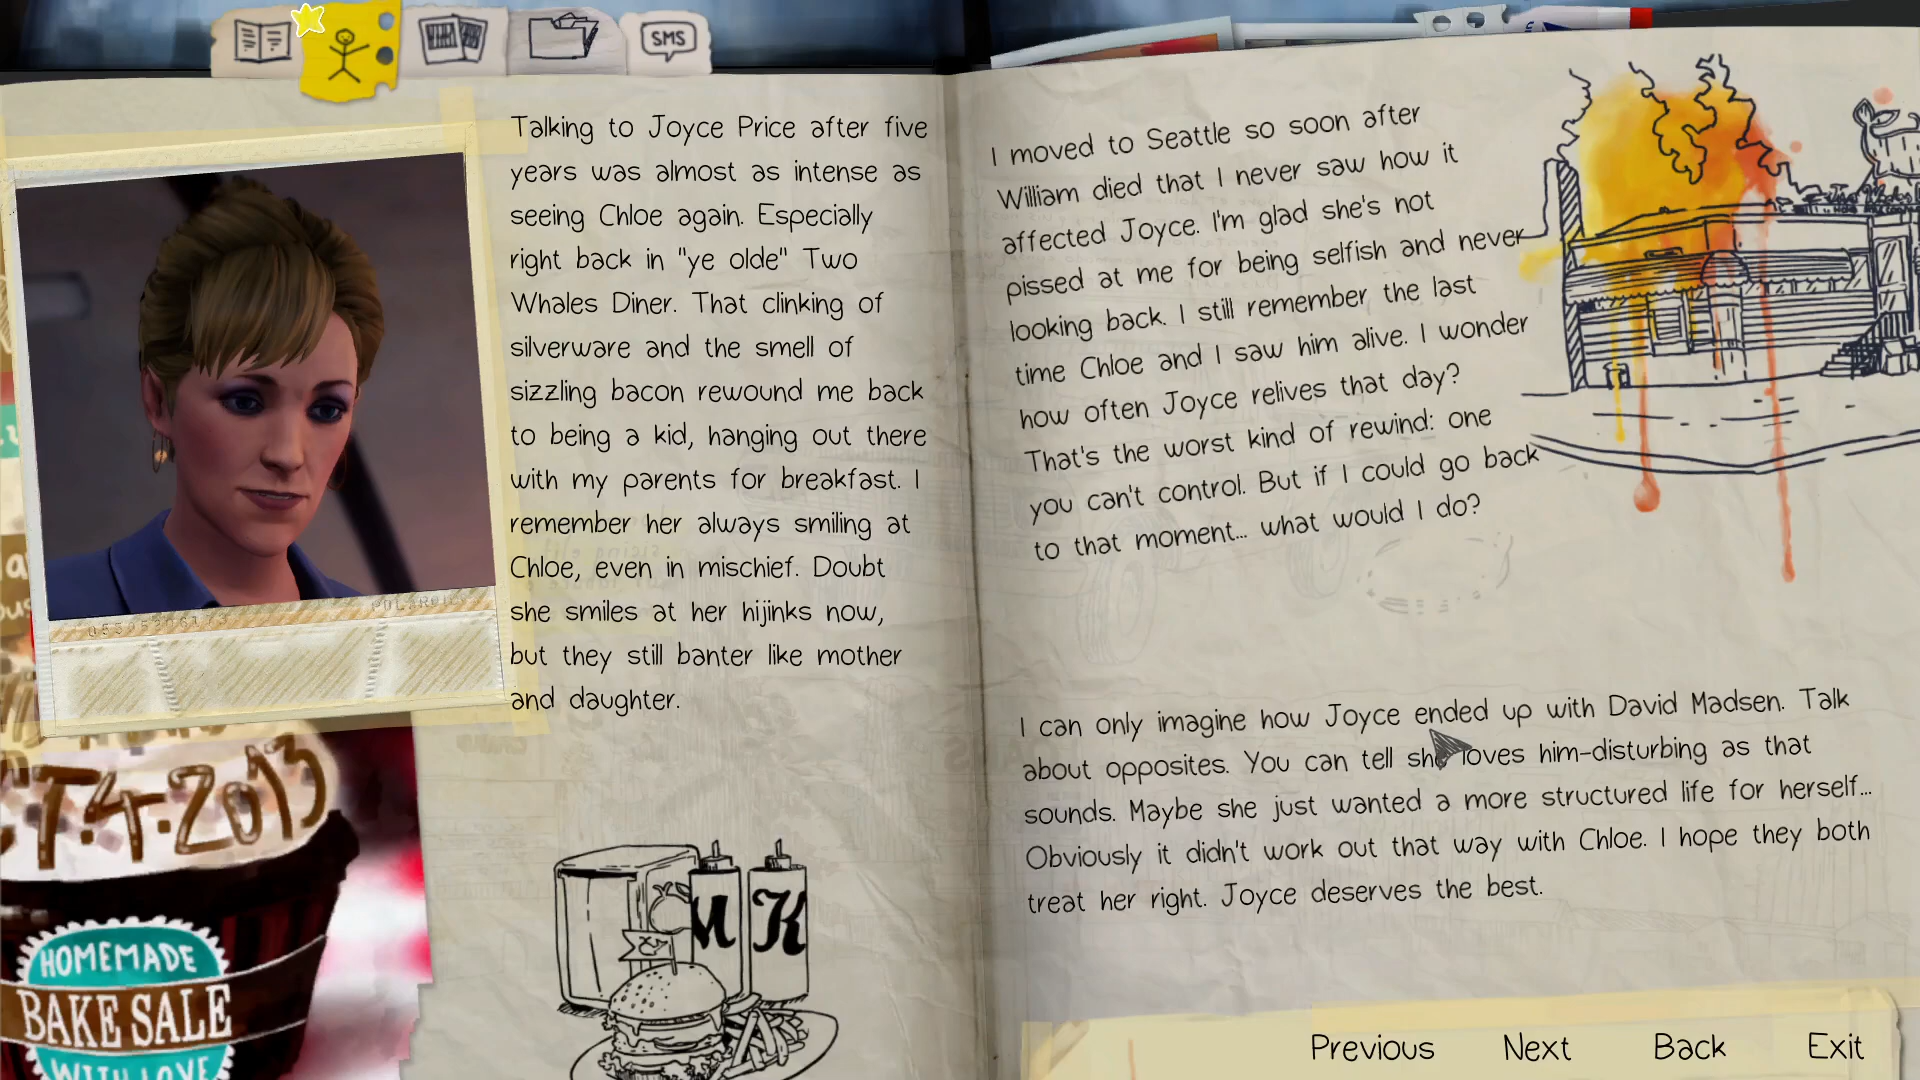 SMS
Talking to Joyce Price after five
years was almost as intense as
seeing Chloe again. Especially
right back in "ye olde" Two
Whales Diner. That clinking of
silverware and the smell of
sizzling bacon rewound me back
to being a kid, hanging out there
with my parents for breakfast. I
remember her always smiling at
Chloe, even in mischief. Doubt
she smiles at her hijinks now,
but they still banter like mother
and daughter.
POLAROID
HOMEMADE
BAKE SALE
WITH LOVE
M
K
I moved to Seattle so soon after
William died that I never saw how it
affected Joyce. I'm glad she's not
pissed at me for being selfish and never
looking back. I still remember the last
time Chloe and I saw him alive. I wonder
how often Joyce relives that day?
That's the worst kind of rewind: one
you can't control. But if I could go back
to that moment... what would I do?
I can only imagine how Joyce ended up with David Madsen. Talk
about opposites. You can tell she loves him-disturbing as that
sounds. Maybe she just wanted a more structured life for herself...
Obviously it didn't work out that way with Chloe. I hope they both
treat her right. Joyce deserves the best.
Previous Next Back Exit